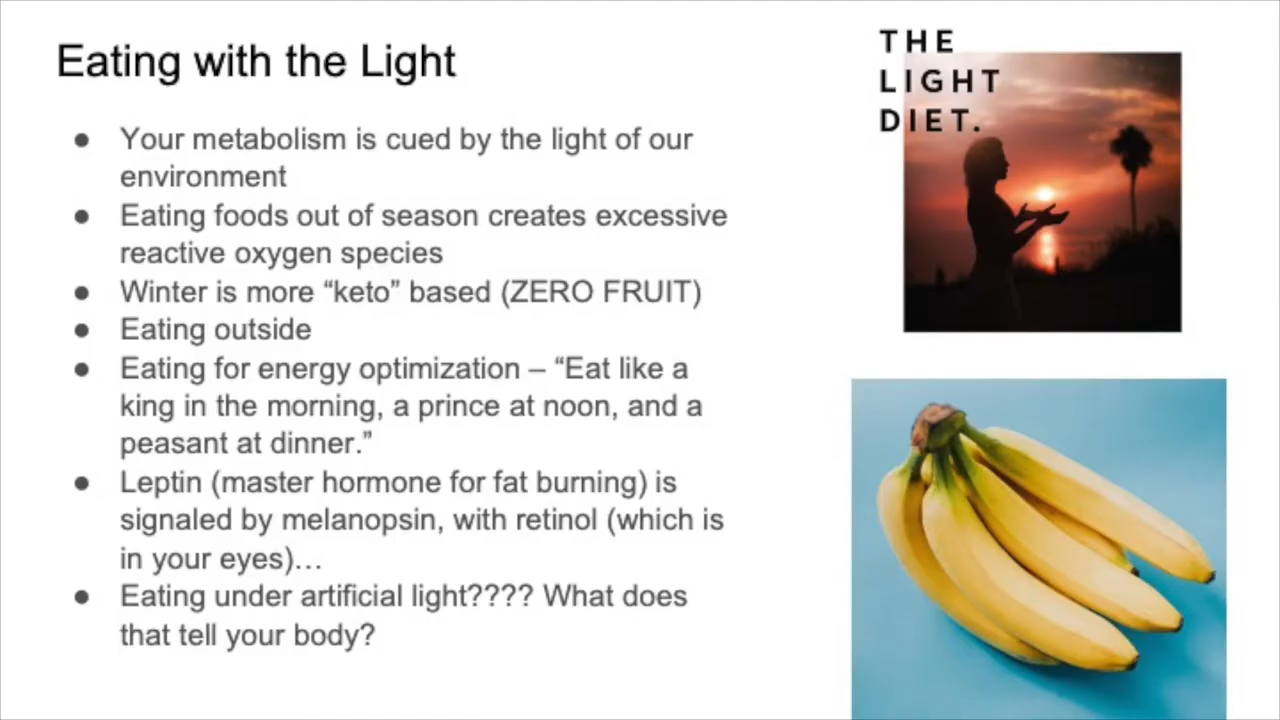 Eating with the Light
● Your metabolism is cued by the light of our
environment
● Eating foods out of season creates excessive
reactive oxygen species
● Winter is more “keto” based (ZERO FRUIT)
● Eating outside
● Eating for energy optimization – “Eat like a
king in the morning, a prince at noon, and a
peasant at dinner.”
● Leptin (master hormone for fat burning) is
signaled by melanopsin, with retinol (which is
in your eyes)…
● Eating under artificial light???? What does
that tell your body?
THE
LIGHT
DIET.